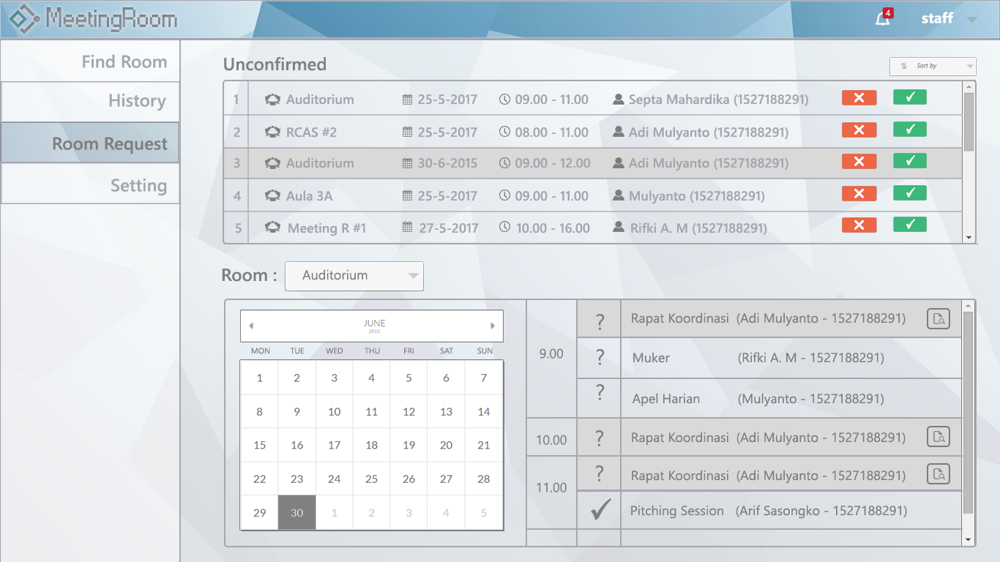 MeetingRoom
4
staff
Find Room
History
Room Request
Setting
Unconfirmed
Sort by
1 Auditorium 25-5-2017 09.00 - 11.00 Septa Mahardika (1527188291)
2 RCAS #2 25-5-2017 08.00 - 11.00 Adi Mulyanto (1527188291)
3 Auditorium 30-6-2015 09.00 - 12.00 Adi Mulyanto (1527188291)
4 Aula 3A 25-5-2017 09.00 - 11.00 Mulyanto (1527188291)
5 Meeting R #1 27-5-2017 10.00 - 16.00 Rifki A. M (1527188291)
Room : Auditorium
JUNE
2015
MON TUE WED THU FRI SAT SUN
1 2 3 4 5 6 7
8 9 10 11 12 13 14
15 16 17 18 19 20 21
22 23 24 25 26 27 28
29 30 1 2 3 4 5
9.00
? Rapat Koordinasi (Adi Mulyanto - 1527188291)
? Muker (Rifki A. M - 1527188291)
? Apel Harian (Mulyanto - 1527188291)
10.00
? Rapat Koordinasi (Adi Mulyanto - 1527188291)
11.00
? Rapat Koordinasi (Adi Mulyanto - 1527188291)
Pitching Session (Arif Sasongko - 1527188291)